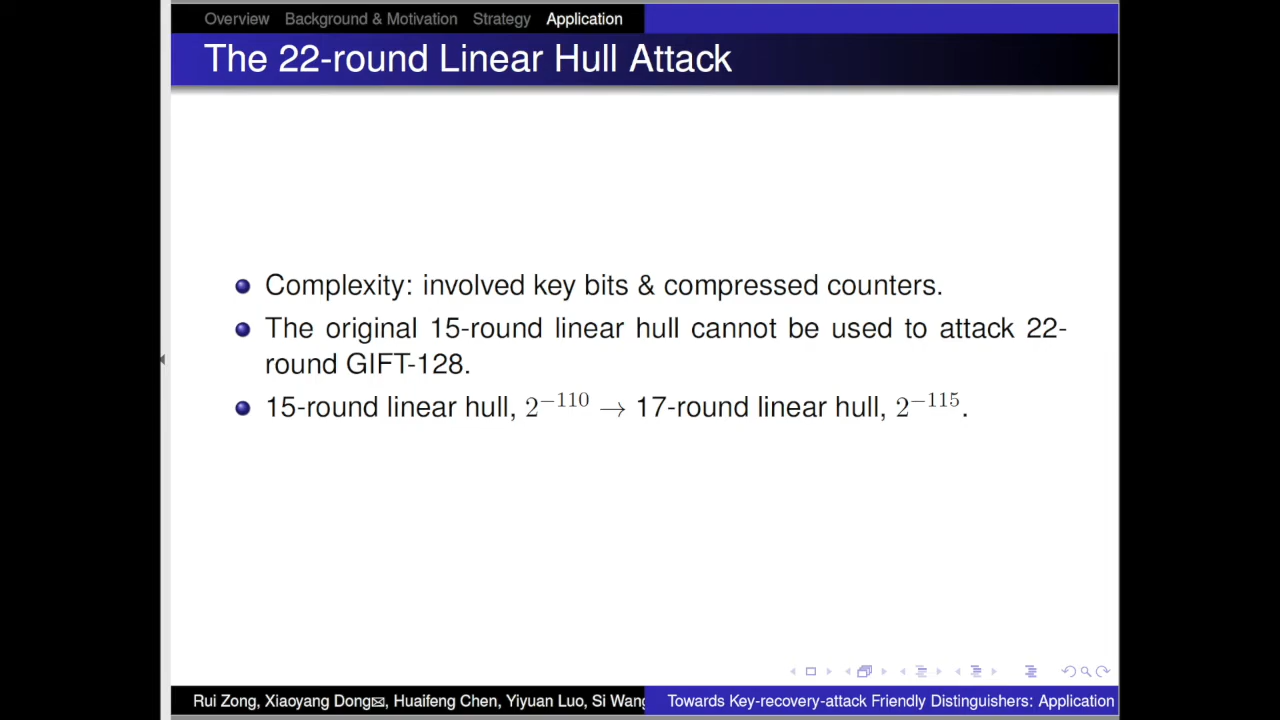 Overview Background & Motivation Strategy Application
The 22-round Linear Hull Attack
Complexity: involved key bits & compressed counters.
The original 15-round linear hull cannot be used to attack 22-
round GIFT-128.
15-round linear hull, 2^{-110} → 17-round linear hull, 2^{-115}.
Rui Zong, Xiaoyang Dong✉, Huaifeng Chen, Yiyuan Luo, Si Wang
Towards Key-recovery-attack Friendly Distinguishers: Application